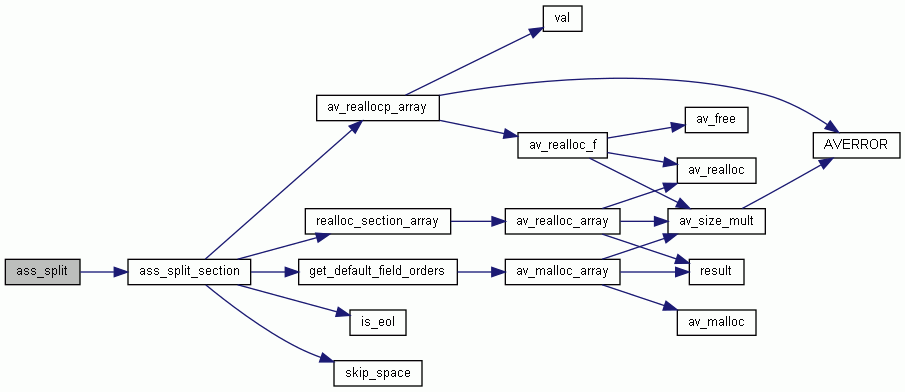 val
av_reallocp_array
av_free
av_realloc_f
AVERROR
av_realloc
realloc_section_array
av_realloc_array
av_size_mult
ass_split
ass_split_section
get_default_field_orders
av_malloc_array
result
is_eol
av_malloc
skip_space